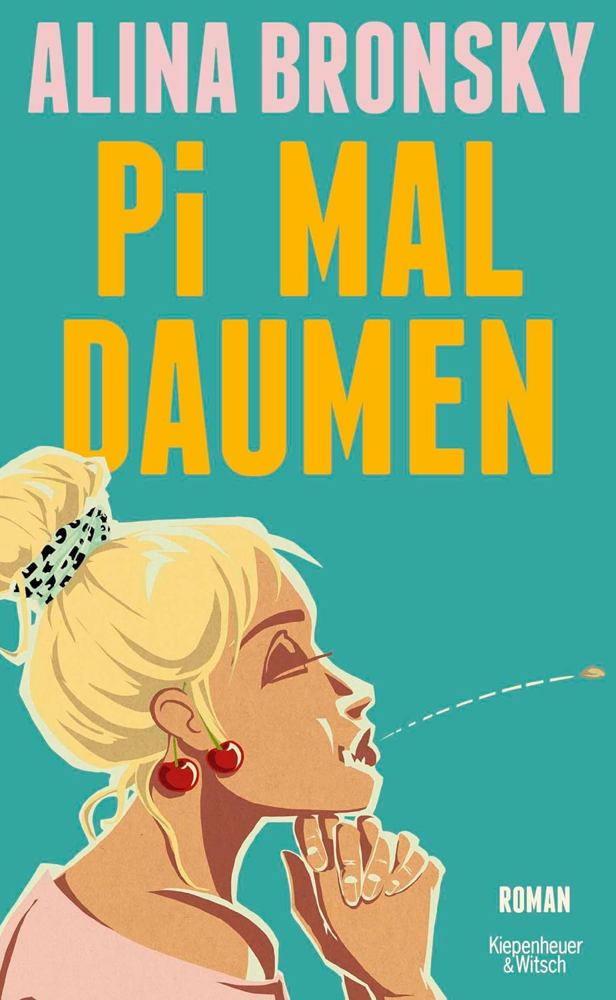 ALINA BRONSKY
Pi MAL
DAUMEN
ROMAN
Kiepenheuer
&Witsch